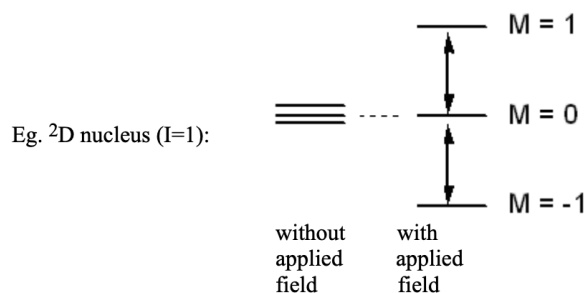 M = 1
Eg. ²D nucleus (I=1):
M = 0
M = -1
without with
applied applied
field field